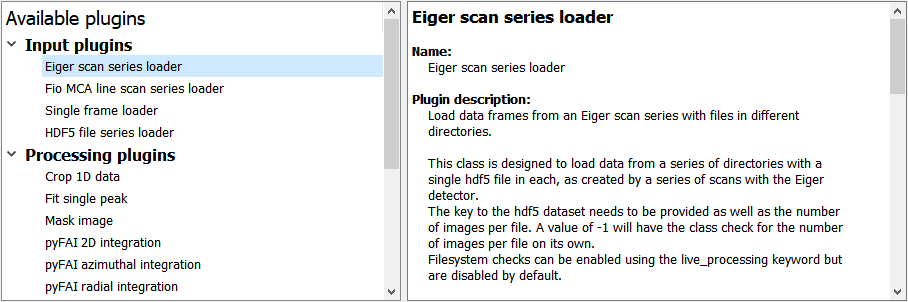 Available plugins
Input plugins
Eiger scan series loader
Fio MCA line scan series loader
Single frame loader
HDF5 file series loader
Processing plugins
Crop 1D data
Fit single peak
Mask image
pyFAI 2D integration
pyFAI azimuthal integration
pyFAI radial integration
Eiger scan series loader
Name:
Eiger scan series loader
Plugin description:
Load data frames from an Eiger scan series with files in different
directories.
This class is designed to load data from a series of directories with a
single hdf5 file in each, as created by a series of scans with the Eiger
detector.
The key to the hdf5 dataset needs to be provided as well as the number
of images per file. A value of -1 will have the class check for the number
of images per file on its own.
Filesystem checks can be enabled using the live_processing keyword but
are disabled by default.